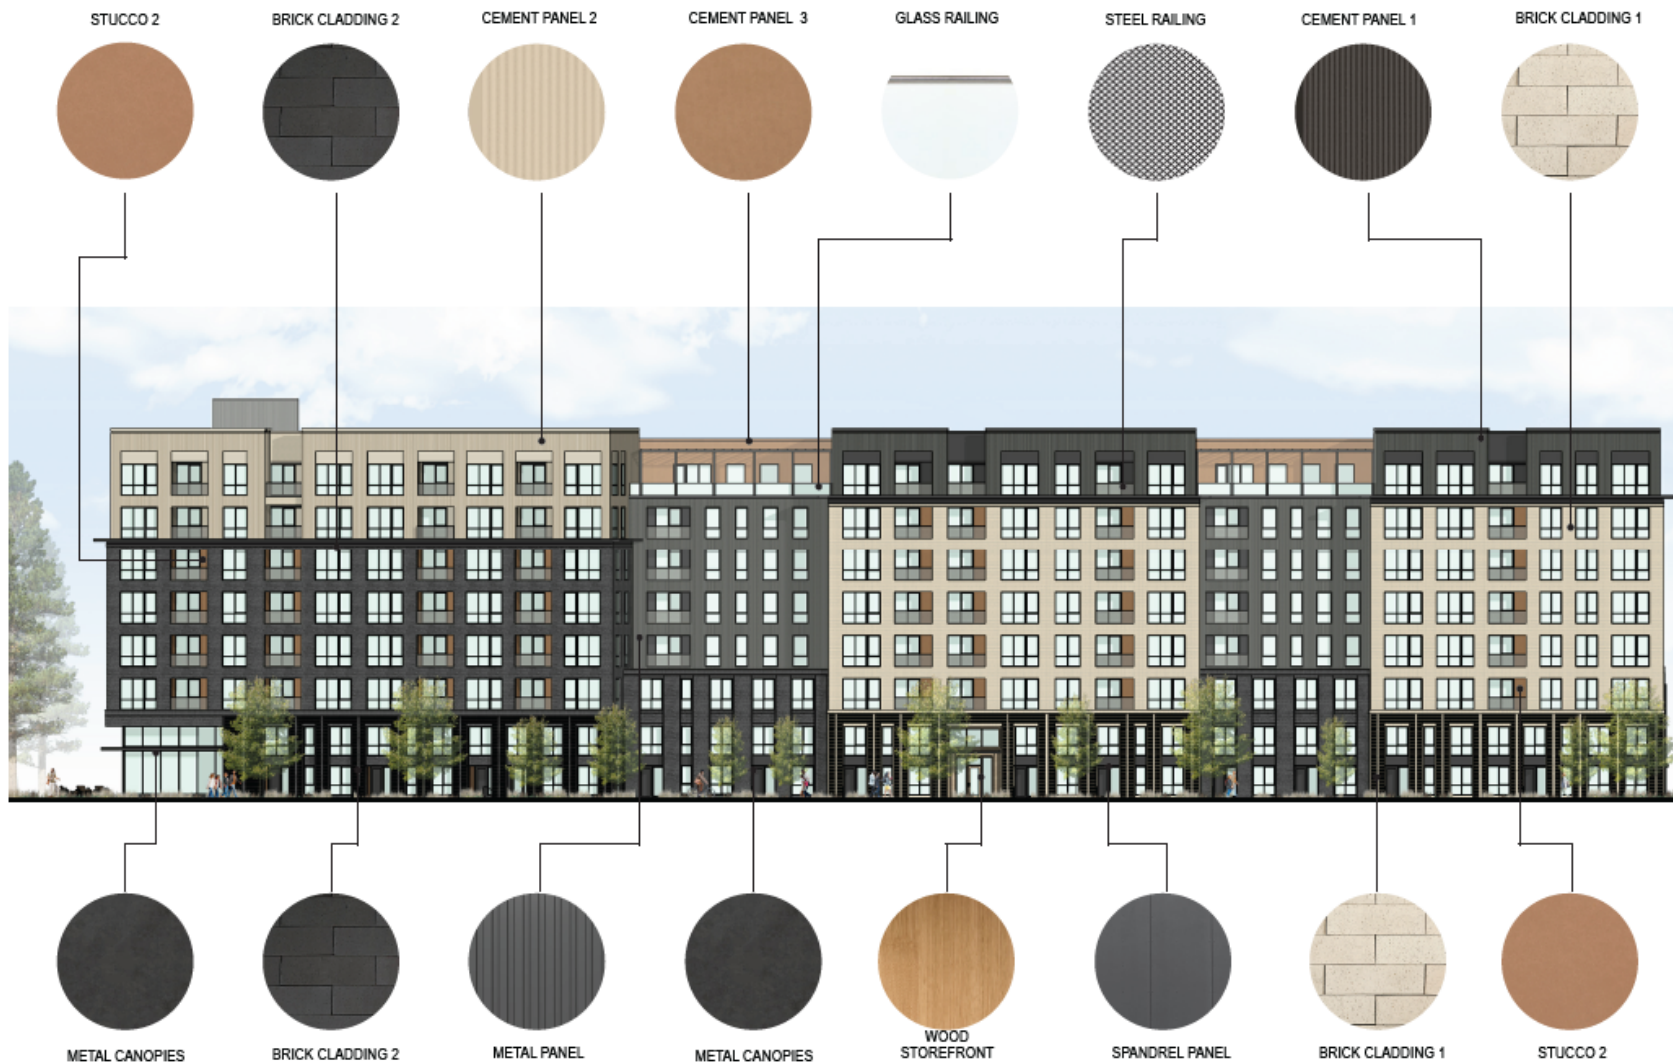 STUCCO 2
BRICK CLADDING 2
CEMENT PANEL 2
CEMENT PANEL 3
GLASS RAILING
STEEL RAILING
CEMENT PANEL 1
BRICK CLADDING 1
METAL CANOPIES
BRICK CLADDING 2
METAL PANEL
METAL CANOPIES
WOOD
STOREFRONT
SPANDREL PANEL
BRICK CLADDING 1
STUCCO 2